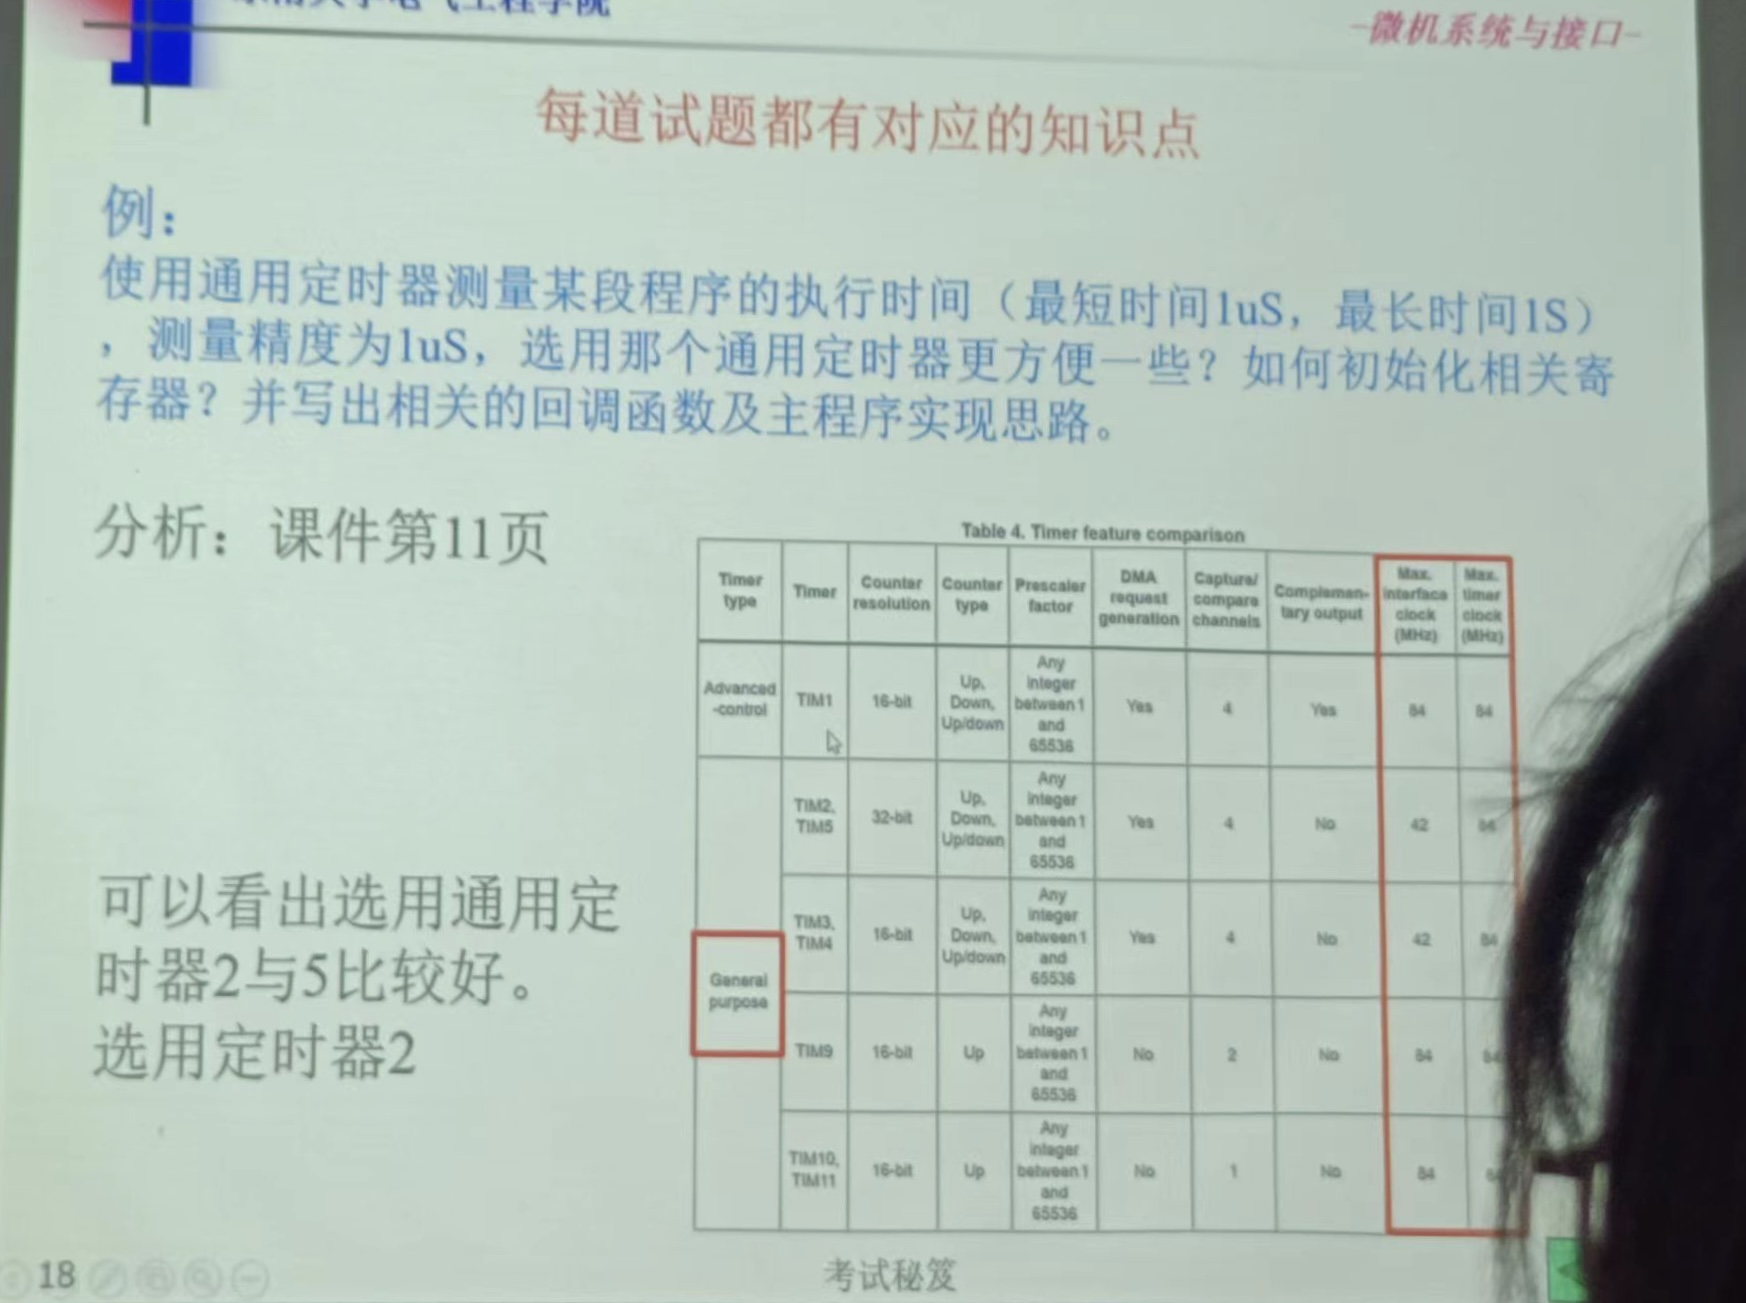 电气工程学院
-微机系统与接口-
每道试题都有对应的知识点
例：
使用通用定时器测量某段程序的执行时间（最短时间1uS，最长时间1S）
，测量精度为1uS，选用那个通用定时器更方便一些？如何初始化相关寄
存器？并写出相关的回调函数及主程序实现思路。
分析：课件第11页
可以看出选用通用定
时器2与5比较好。
选用定时器2
Table 4. Timer feature comparison
Timer type Timer Counter resolution Counter type Prescaler factor DMA request generation Capture/ compare channels Complemen- tary output Max. interface clock (MHz) Max. timer clock (MHz)
Advanced -control TIM1 16-bit Up, Down, Up/down Any integer between 1 and 65536 Yes 4 Yes 84 84
General purpose
TIM2, TIM5 32-bit Up, Down, Up/down Any integer between 1 and 65536 Yes 4 No 42 84
TIM3, TIM4 16-bit Up, Down, Up/down Any integer between 1 and 65536 Yes 4 No 42 84
TIM9 16-bit Up Any integer between 1 and 65536 No 2 No 84 84
TIM10, TIM11 16-bit Up Any integer between 1 and 65536 No 1 No 84
18
考试秘笈